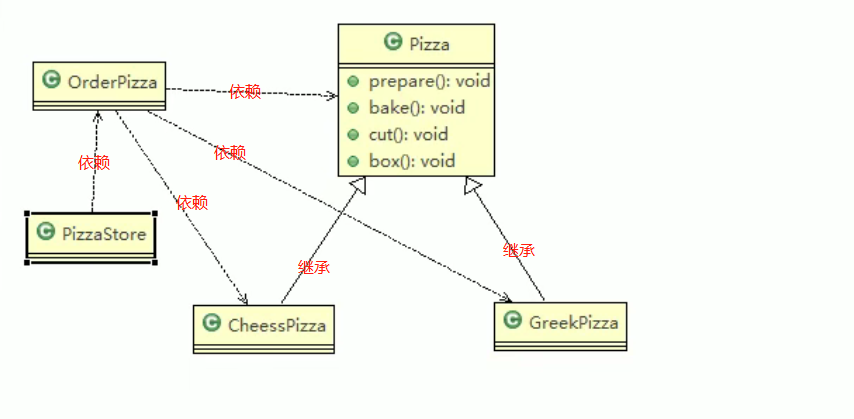 Pizza
prepare(): void
bake(): void
cut(): void
box(): void
OrderPizza
依赖
依赖
依赖
依赖
PizzaStore
继承
继承
CheessPizza
GreekPizza